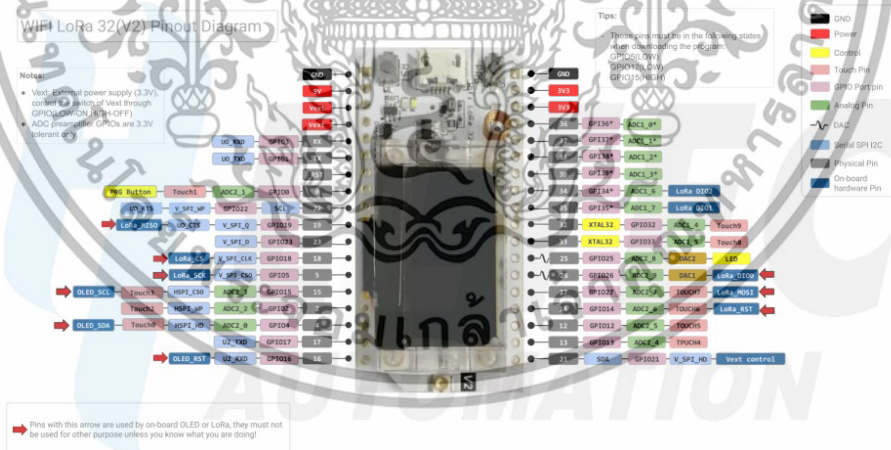 WIFI LoRa 32(V2) Pinout Diagram
Notes:
Vext: External power supply (3.3V),
control the switch of Vext through
GPIO(LOW-ON, HIGH-OFF)
ADC preamplifier GPIOs are 3.3V
tolerant only
Tips:
These pins must be in the following states
when downloading the program:
GPIO5(LOW)
GPIO12(LOW)
GPIO15(HIGH)
GND
Power
Control
Touch Pin
GPIO Port pin
Analog Pin
DAC
Serial SPI I2C
Physical Pin
On-board
hardware Pin
GND
5V
Vext
Vext
U0_RXD GPIO3 RX
U0_TXD GPIO1 TX
RST
PRG Button Touch1 ADC2_1 GPIO0
U0_RTS V_SPI_WP GPIO22 SCL 22
LoRa_MISO U0_CTS V_SPI_Q GPIO19 19
V_SPI_D GPIO23 23
LoRa_CS V_SPI_CLK GPIO18 18
LoRa_SCK V_SPI_CS0 GPIO5 5
OLED_SCL Touch3 HSPI_CS0 ADC2_3 GPIO15 15
Touch2 HSPI_WP ADC2_2 GPIO2 2
OLED_SDA Touch0 HSPI_HD ADC2_0 GPIO4 4
U2_TXD GPIO17 17
OLED_RST U2_RXD GPIO16 16
GND
3V3
3V3
36 GPI36* ADC1_0*
37 GPI37* ADC1_1*
38 GPI38* ADC1_2*
39 GPI39* ADC1_3*
34 GPI34* ADC1_6 LoRa DIO2
35 GPI35* ADC1_7 LoRa DIO1
32 XTAL32 GPIO32 ADC1_4 Touch9
33 XTAL32 GPIO33 ADC1_5 Touch8
25 GPIO25 ADC2_8 DAC2 LED
26 GPIO26 ADC2_9 DAC1 LoRa_DIO0
27 GPIO27 ADC2_7 TOUCH7 LoRa_MOSI
14 GPIO14 ADC2_6 TOUCH6 LoRa_RST
12 GPIO12 ADC2_5 TOUCH5
13 GPIO13 ADC2_4 TPUCH4
21 SDA GPIO21 V_SPI_HD Vext control
V2
AUTOMATION
Pins with this arrow are used by on-board OLED or LoRa, they must not
be used for other purpose unless you know what you are doing!